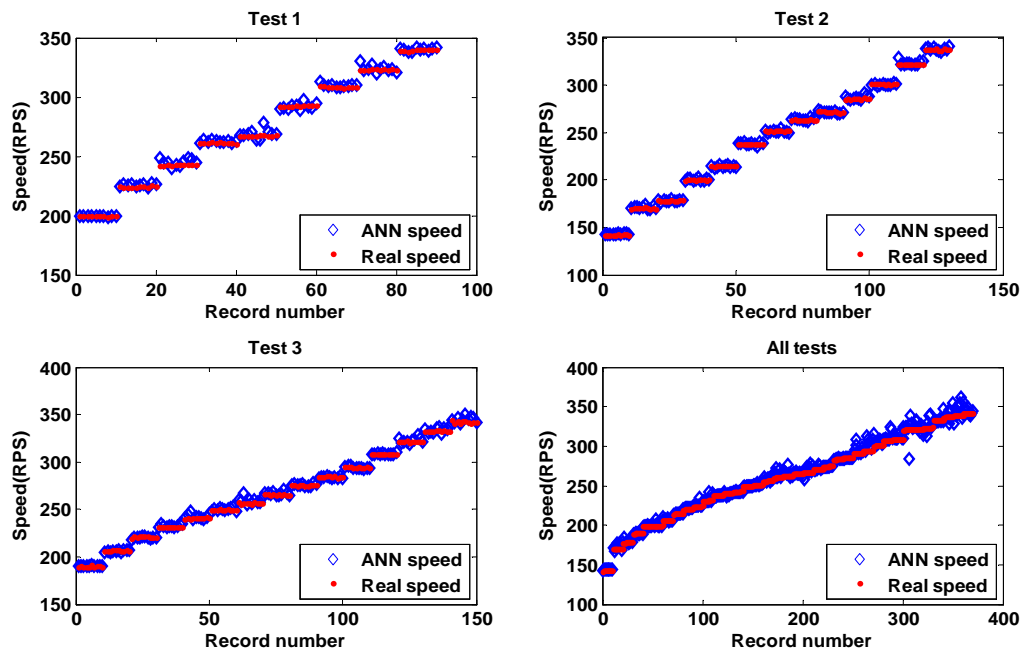 Test 1
350
300
250
200
150
Speed(RPS)
0 20 40 60 80 100
Record number
ANN speed
Real speed
Test 2
350
300
250
200
150
100
Speed(RPS)
0 50 100 150
Record number
ANN speed
Real speed
Test 3
400
350
300
250
200
150
Speed(RPS)
0 50 100 150
Record number
ANN speed
Real speed
All tests
400
350
300
250
200
150
100
Speed(RPS)
0 100 200 300 400
Record number
ANN speed
Real speed